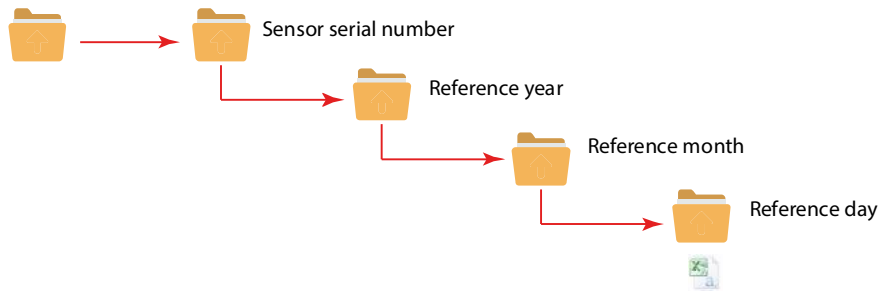 Sensor serial number
Reference year
Reference month
Reference day